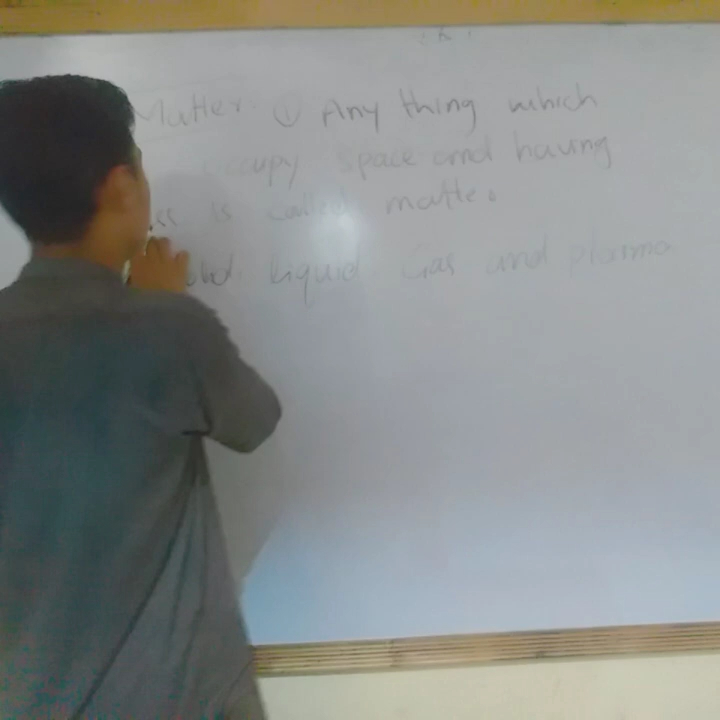 Matter ① Any thing which
occupy space and having
is called matter.
liquid Gas and plasma